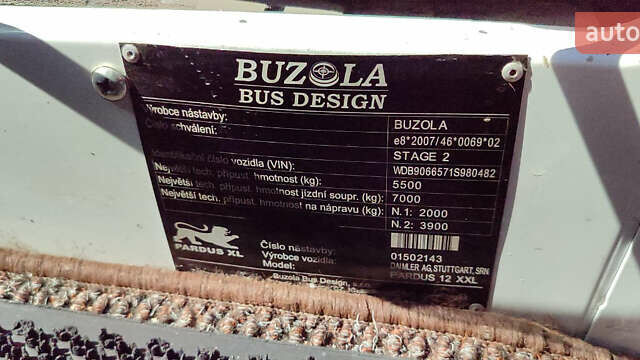 auto
BUZOLA
BUS DESIGN
Výrobce nástavby: BUZOLA
Číslo schválení: e8*2007/46*0069*02
STAGE 2
Identifikační číslo vozidla (VIN): WDB9066571S980482
Největší tech. přípust. hmotnost (kg): 5500
Největší tech. přípust. hmotnost jízdní soupr. (kg): 7000
Největší tech. přípust. hmotnost na nápravu (kg) N.1: 2000
N.2: 3900
PARDUS XL
Číslo nástavby: 01502143
Výrobce vozidla: DAIMLER AG, STUTTGART, SRN
Model: PARDUS 12 XXL
Buzola Bus Design, s.r.o.